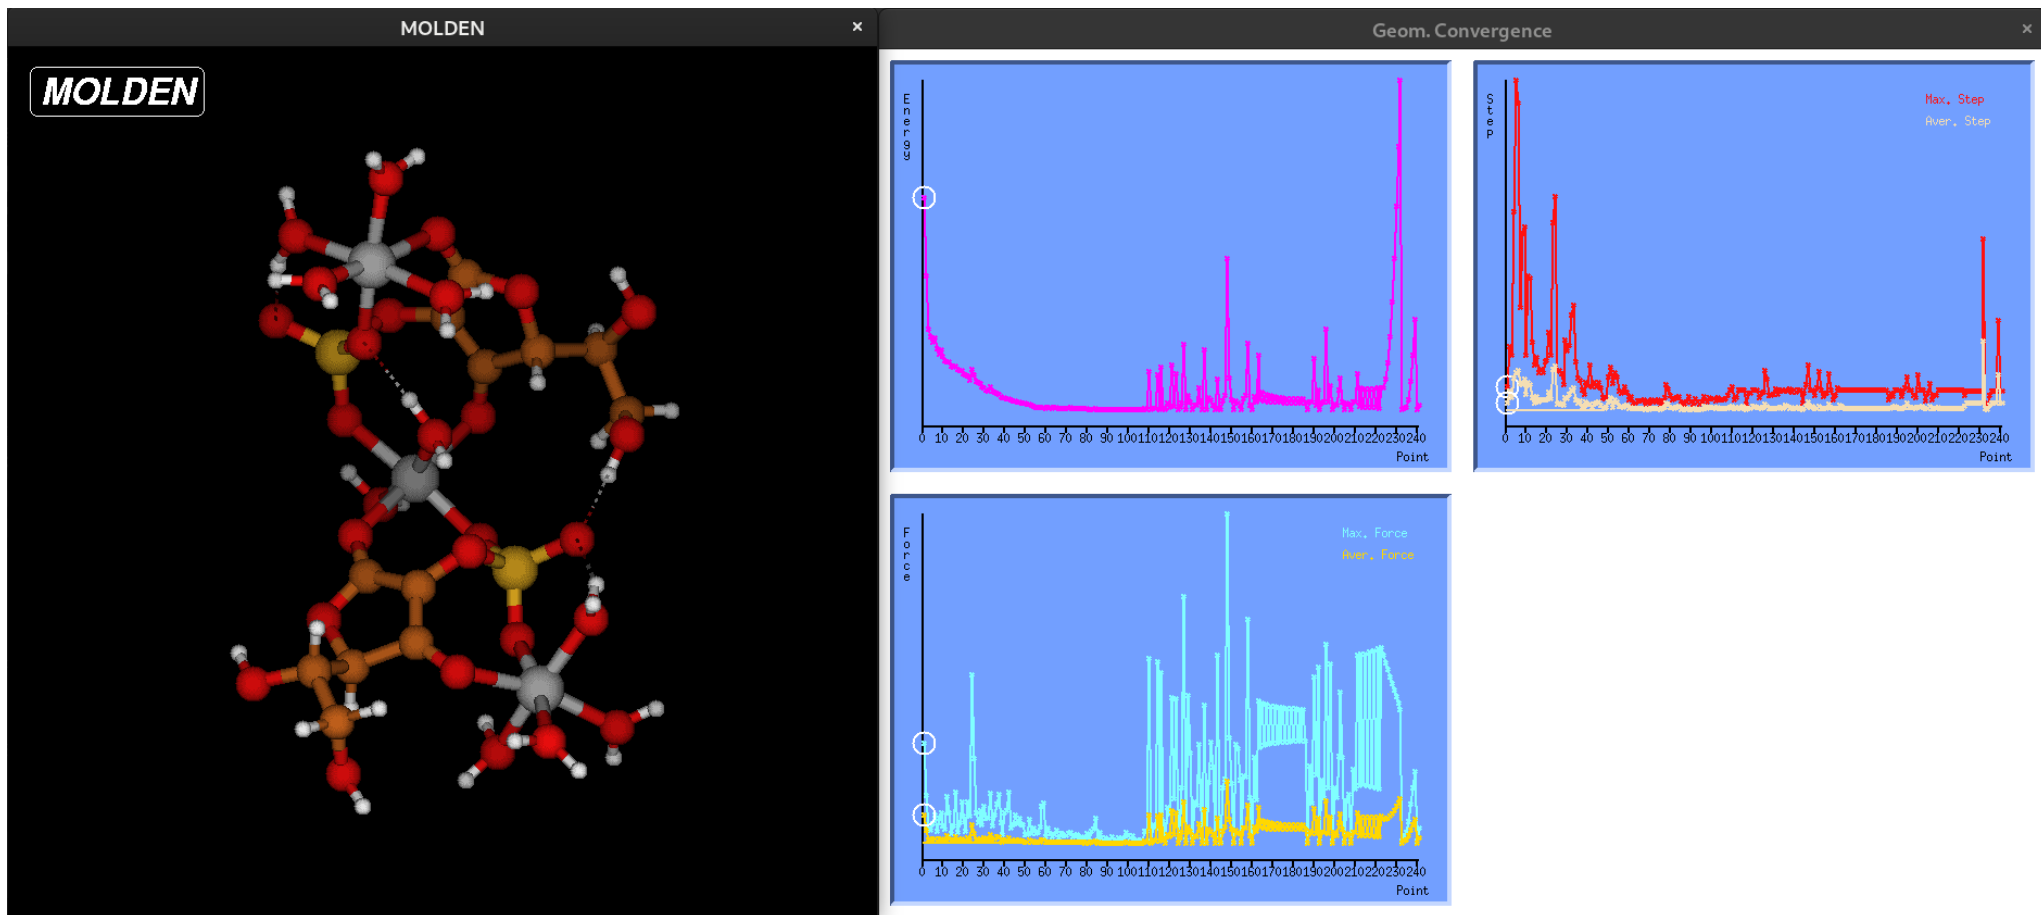 MOLDEN ×
Geom. Convergence ×
MOLDEN
Energy
0 10 20 30 40 50 60 70 80 90 100110120130140150160170180190200210220230240
Point
Step
Max. Step
Aver. Step
0 10 20 30 40 50 60 70 80 90 100110120130140150160170180190200210220230240
Point
Force
Max. Force
Aver. Force
0 10 20 30 40 50 60 70 80 90 100110120130140150160170180190200210220230240
Point